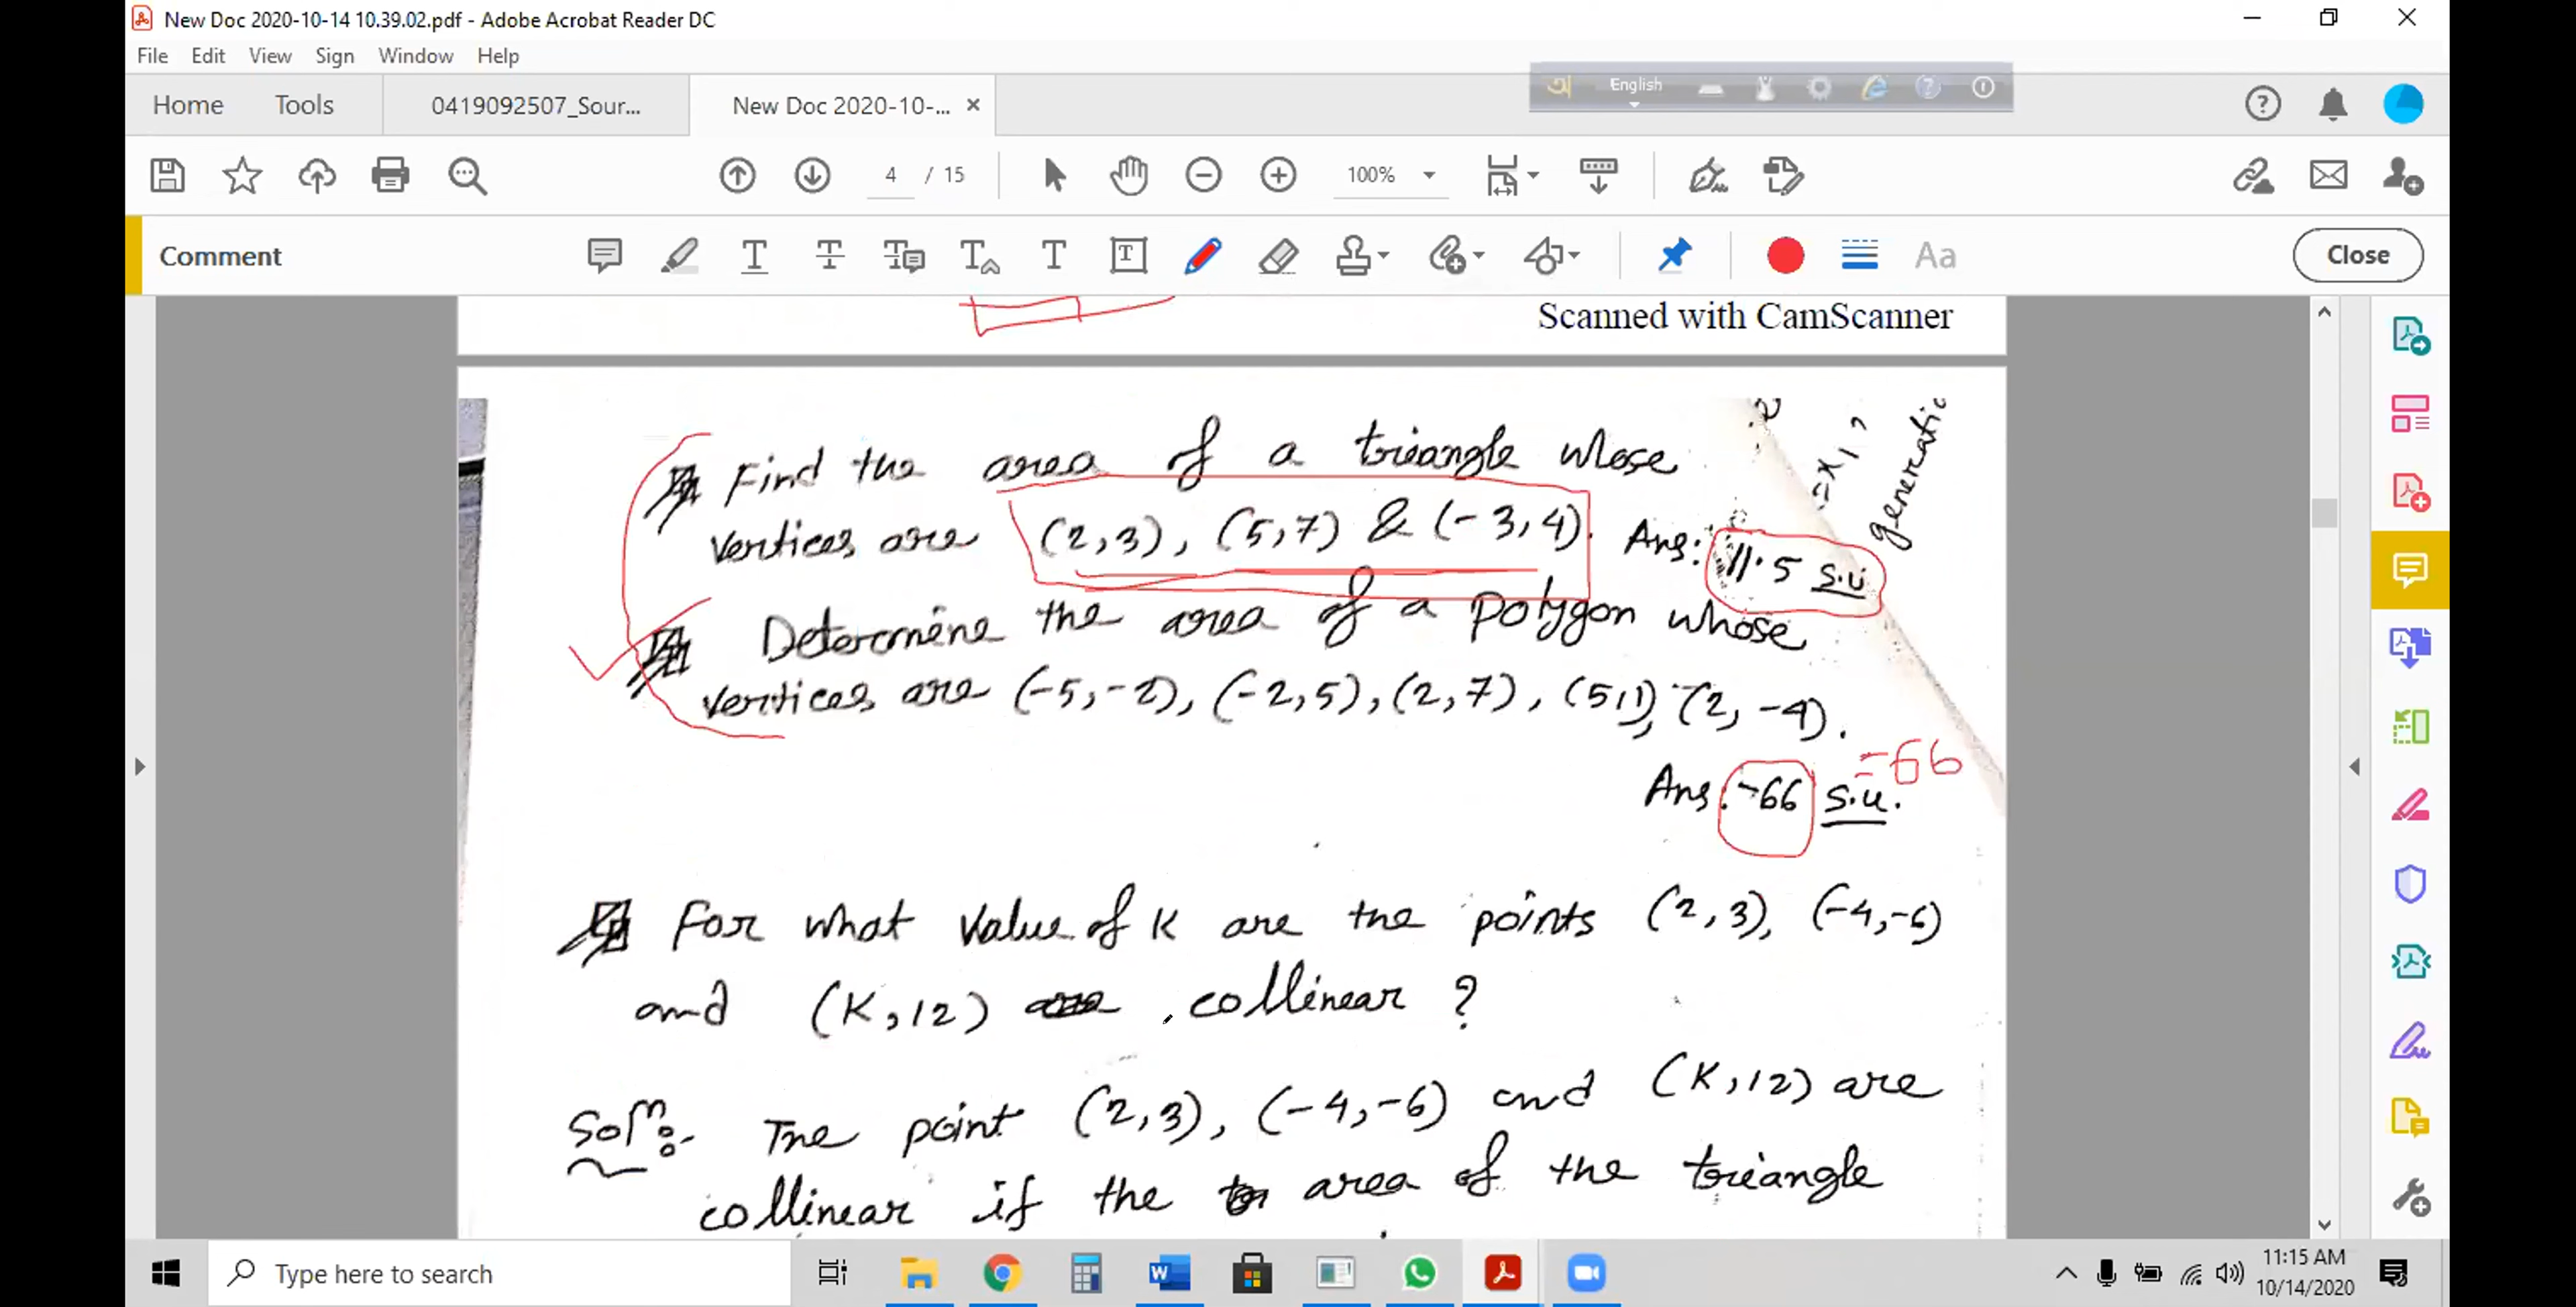 New Doc 2020-10-14 10.39.02.pdf - Adobe Acrobat Reader DC
File Edit View Sign Window Help
English
Home Tools 0419092507_Sour... New Doc 2020-10-...
4 / 15 100%
Comment Close
Scanned with CamScanner
Find the area of a triangle whose
vertices are (2,3), (5,7) & (-3,4). Ans: 11.5 s.u
=x1,
Determine the area of a polygon whose
vertices are (-5,-2), (-2,5), (2,7), (5,1), (2,-4).
=66
Ans: -66 s.u.
For what value of K are the points (2,3), (-4,-6)
and (K,12) collinear?
Soln:- The point (2,3), (-4,-6) and (K,12) are
collinear if the area of the triangle
Type here to search
11:15 AM
10/14/2020